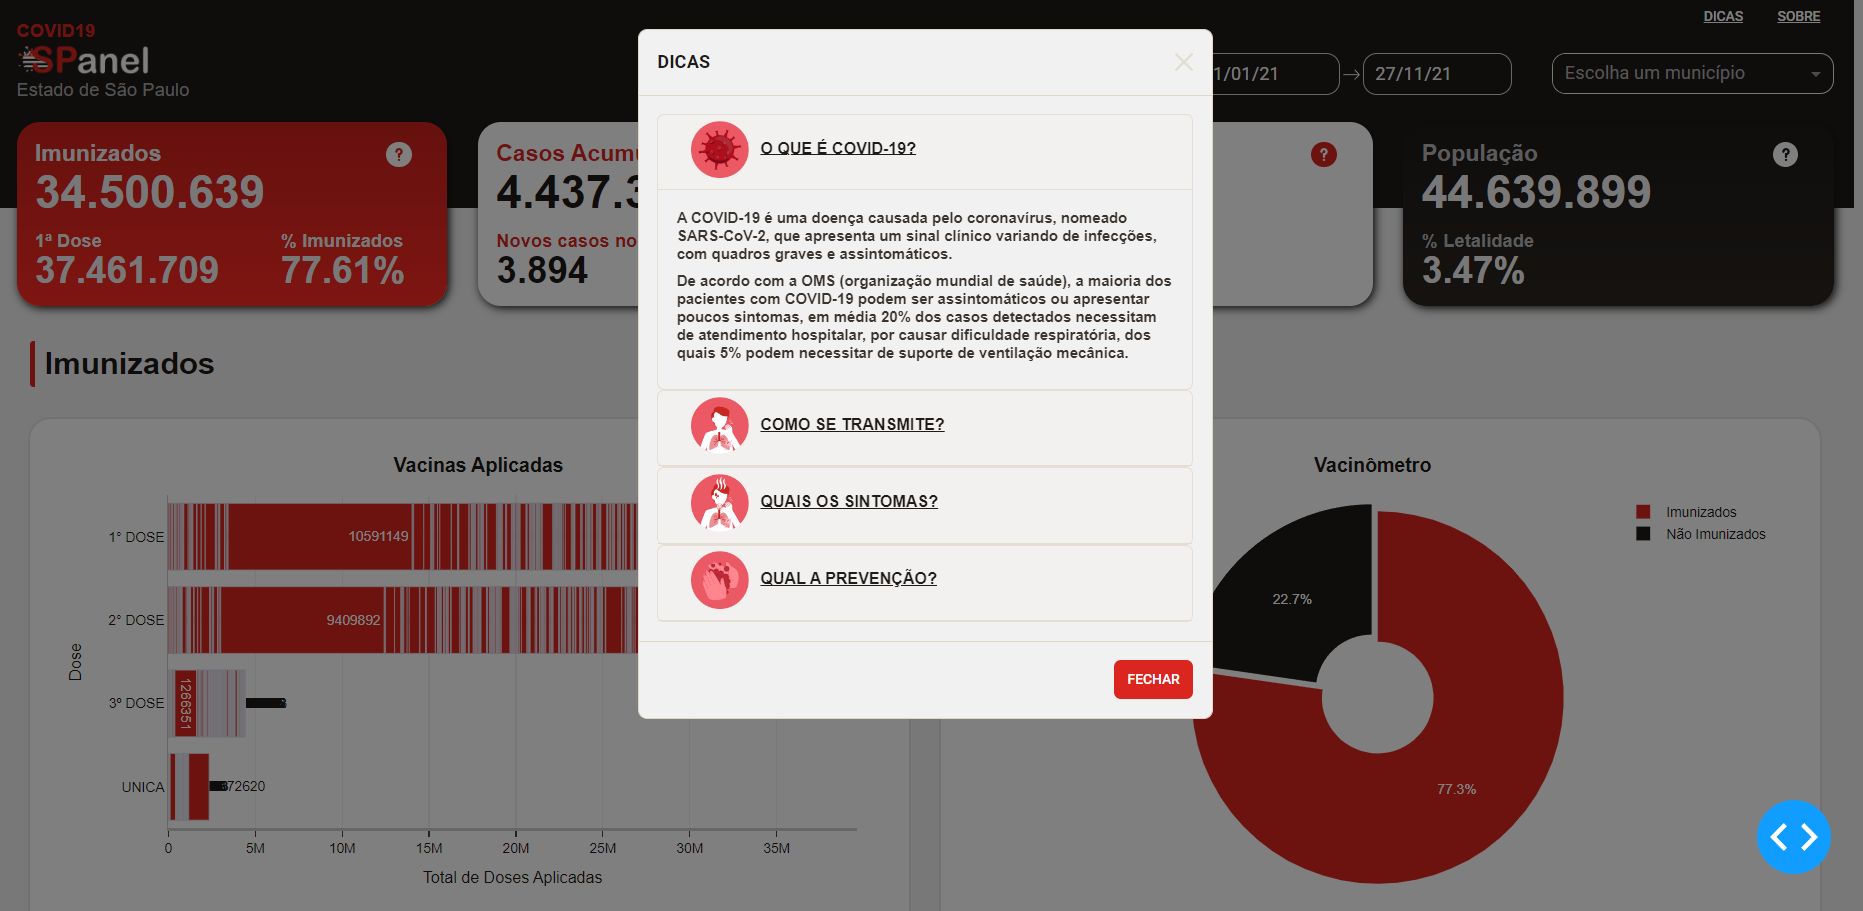 COVID19
SPanel
Estado de São Paulo
DICAS
SOBRE
1/01/21
27/11/21
Escolha um município
Imunizados
?
34.500.639
1ª Dose
% Imunizados
37.461.709
77.61%
Casos
4.437.3
Novos casos no
3.894
?
População
?
44.639.899
% Letalidade
3.47%
DICAS
O QUE É COVID-19?
A COVID-19 é uma doença causada pelo coronavírus, nomeado
SARS-CoV-2, que apresenta um sinal clínico variando de infecções,
com quadros graves e assintomáticos.
De acordo com a OMS (organização mundial de saúde), a maioria dos
pacientes com COVID-19 podem ser assintomáticos ou apresentar
poucos sintomas, em média 20% dos casos detectados necessitam
de atendimento hospitalar, por causar dificuldade respiratória, dos
quais 5% podem necessitar de suporte de ventilação mecânica.
COMO SE TRANSMITE?
QUAIS OS SINTOMAS?
QUAL A PREVENÇÃO?
FECHAR
Imunizados
Vacinas Aplicadas
Dose
1° DOSE
10591149
2° DOSE
9409892
3º DOSE
1266351
UNICA
0
5M
10M
15M
20M
25M
30M
35M
Total de Doses Aplicadas
Vacinômetro
Imunizados
Não Imunizados
22.7%
77.3%